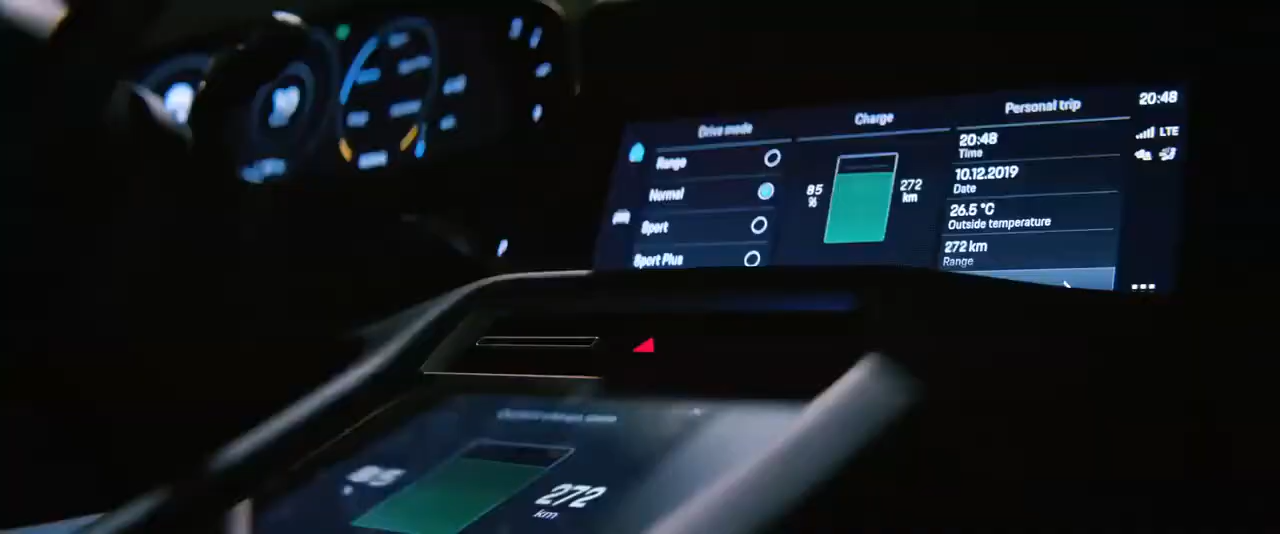 Drive mode
Range
Normal
Sport
Sport Plus
Charge
85
%
272
km
Personal trip
20:48
Time
10.12.2019
Date
26.5 °C
Outside temperature
272 km
Range
20:48
LTE
85
272
km